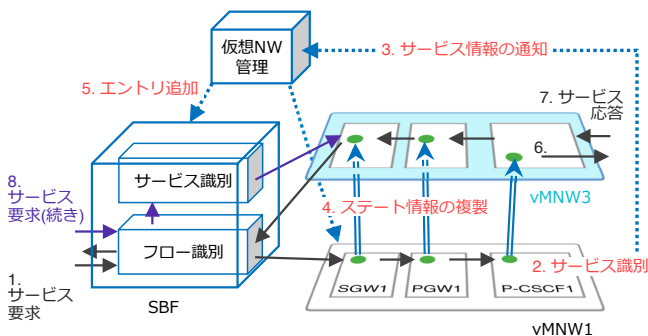 仮想NW
管理
3. サービス情報の通知
5. エントリ追加
7. サービス
応答
6.
サービス識別
8.
サービス
要求(続き)
vMNW3
4. ステート情報の複製
フロー識別
2. サービス識別
1.
サービス
要求
SGW1
PGW1
P-CSCF1
SBF
vMNW1